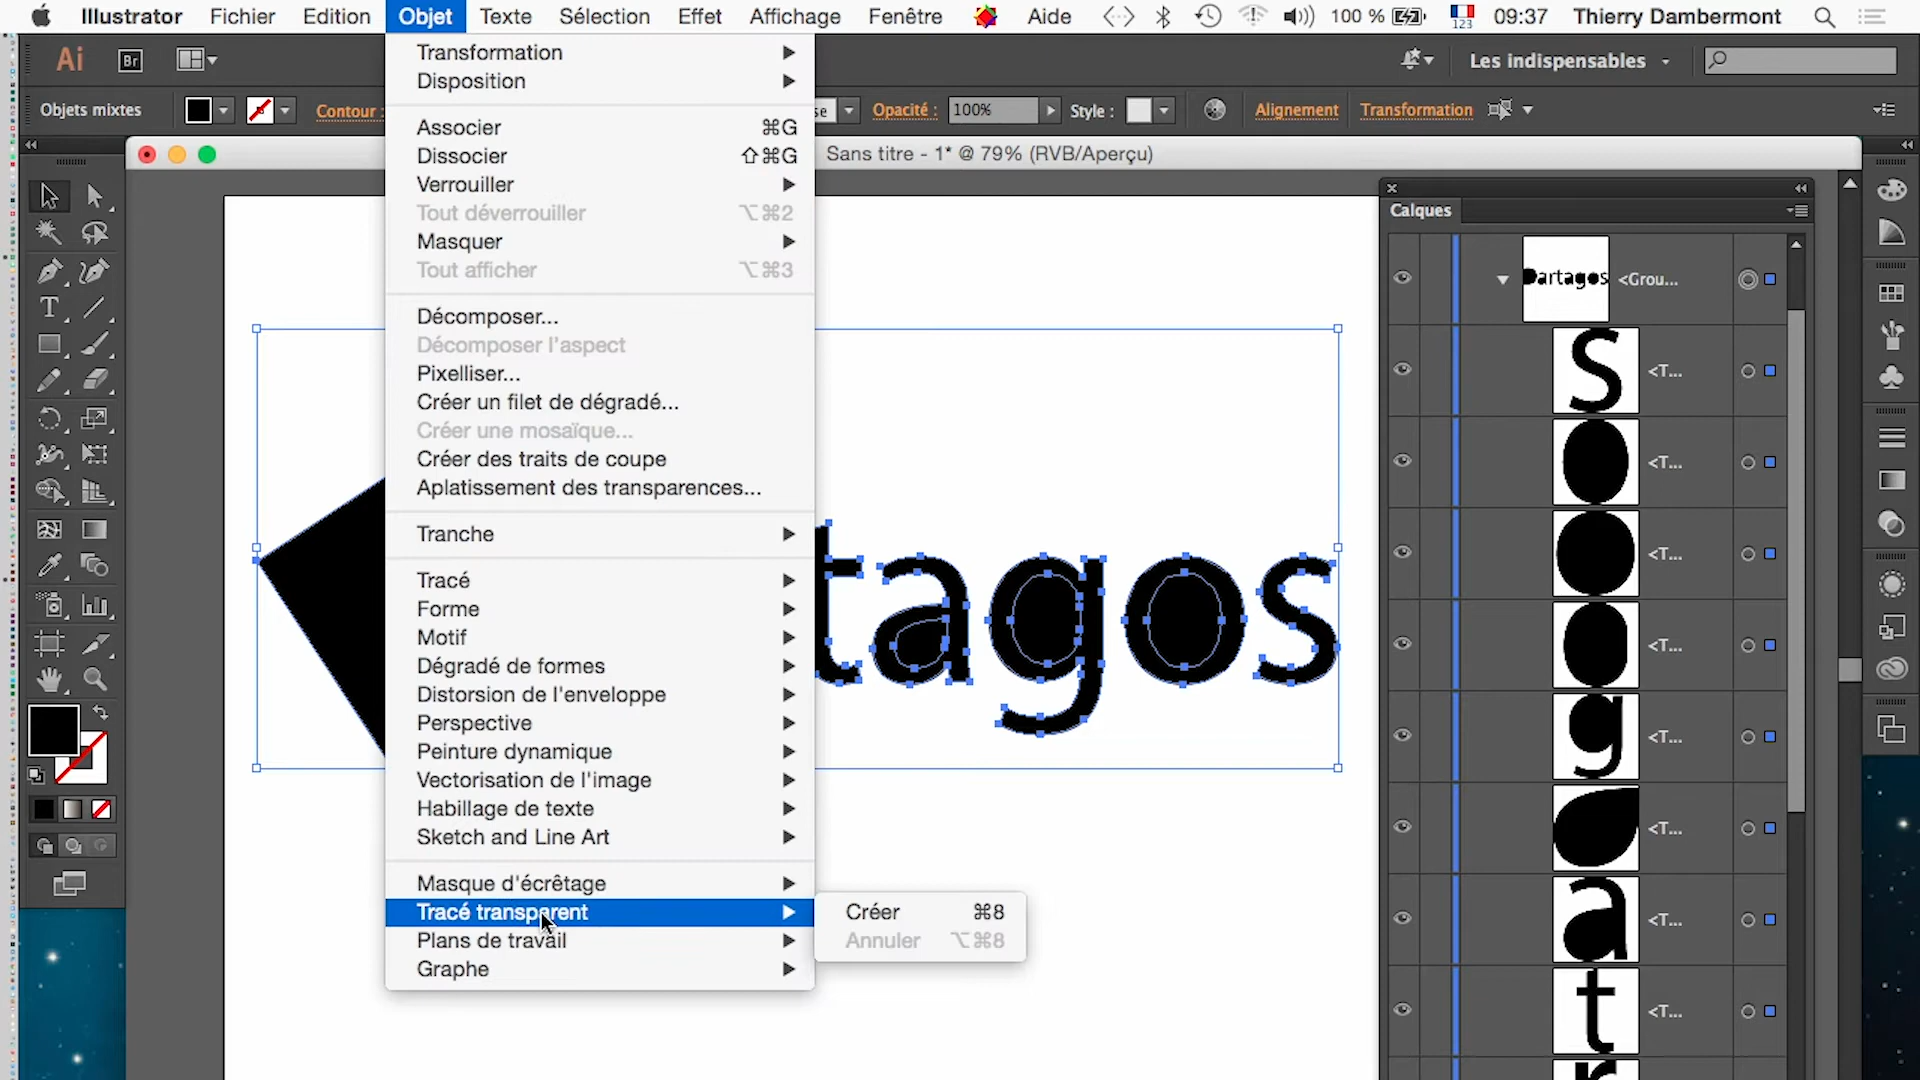 Illustrator Fichier Edition Objet Texte Sélection Effet Affichage Fenêtre Aide 100 % 123 09:37 Thierry Dambermont
Ai Br Les indispensables
Objets mixtes Contour : se Opacité : 100% Style : Alignement Transformation
Sans titre - 1* @ 79% (RVB/Aperçu)
Transformation
Disposition
Associer ⌘G
Dissocier ⇧⌘G
Verrouiller
Tout déverrouiller ⌥⌘2
Masquer
Tout afficher ⌥⌘3
Décomposer...
Décomposer l'aspect
Pixelliser...
Créer un filet de dégradé...
Créer une mosaïque...
Créer des traits de coupe
Aplatissement des transparences...
Tranche
Tracé
Forme
Motif
Dégradé de formes
Distorsion de l'enveloppe
Perspective
Peinture dynamique
Vectorisation de l'image
Habillage de texte
Sketch and Line Art
Masque d'écrêtage
Tracé transparent
Plans de travail
Graphe
Créer ⌘8
Annuler ⌥⌘8
tagos
Calques
Partagos <Grou...
S <T...
<T...
<T...
<T...
g <T...
<T...
a <T...
t <T...